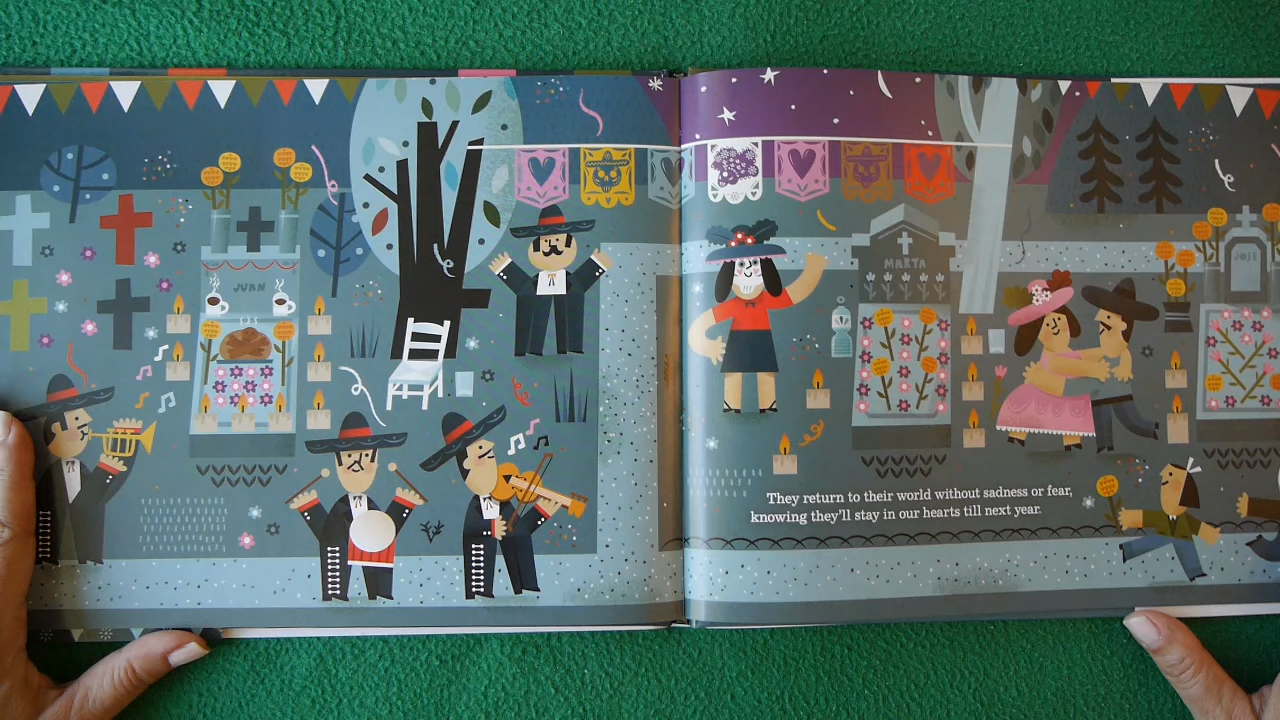 JUAN
MARTA
JOSE
They return to their world without sadness or fear,
knowing they'll stay in our hearts till next year.